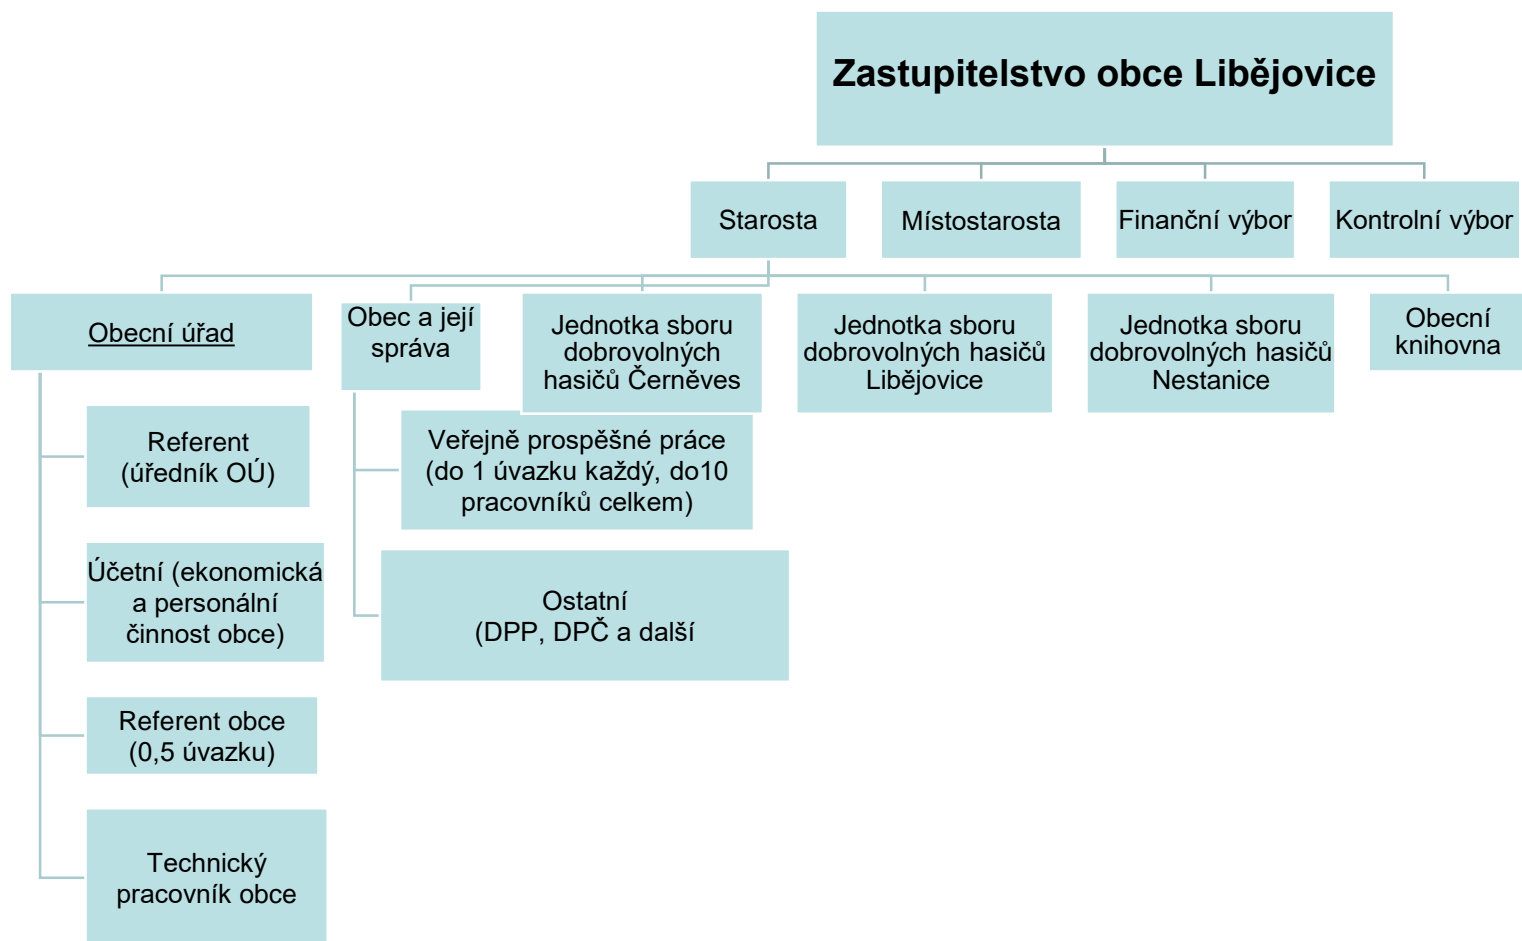 Zastupitelstvo obce Libějovice
Starosta
Místostarosta
Finanční výbor
Kontrolní výbor
Obecní úřad
Obec a její
správa
Jednotka sboru
dobrovolných
hasičů Černěves
Jednotka sboru
dobrovolných hasičů
Libějovice
Jednotka sboru
dobrovolných hasičů
Nestanice
Obecní
knihovna
Referent
(úředník OÚ)
Účetní (ekonomická
a personální
činnost obce)
Referent obce
(0,5 úvazku)
Technický
pracovník obce
Veřejně prospěšné práce
(do 1 úvazku každý, do10
pracovníků celkem)
Ostatní
(DPP, DPČ a další